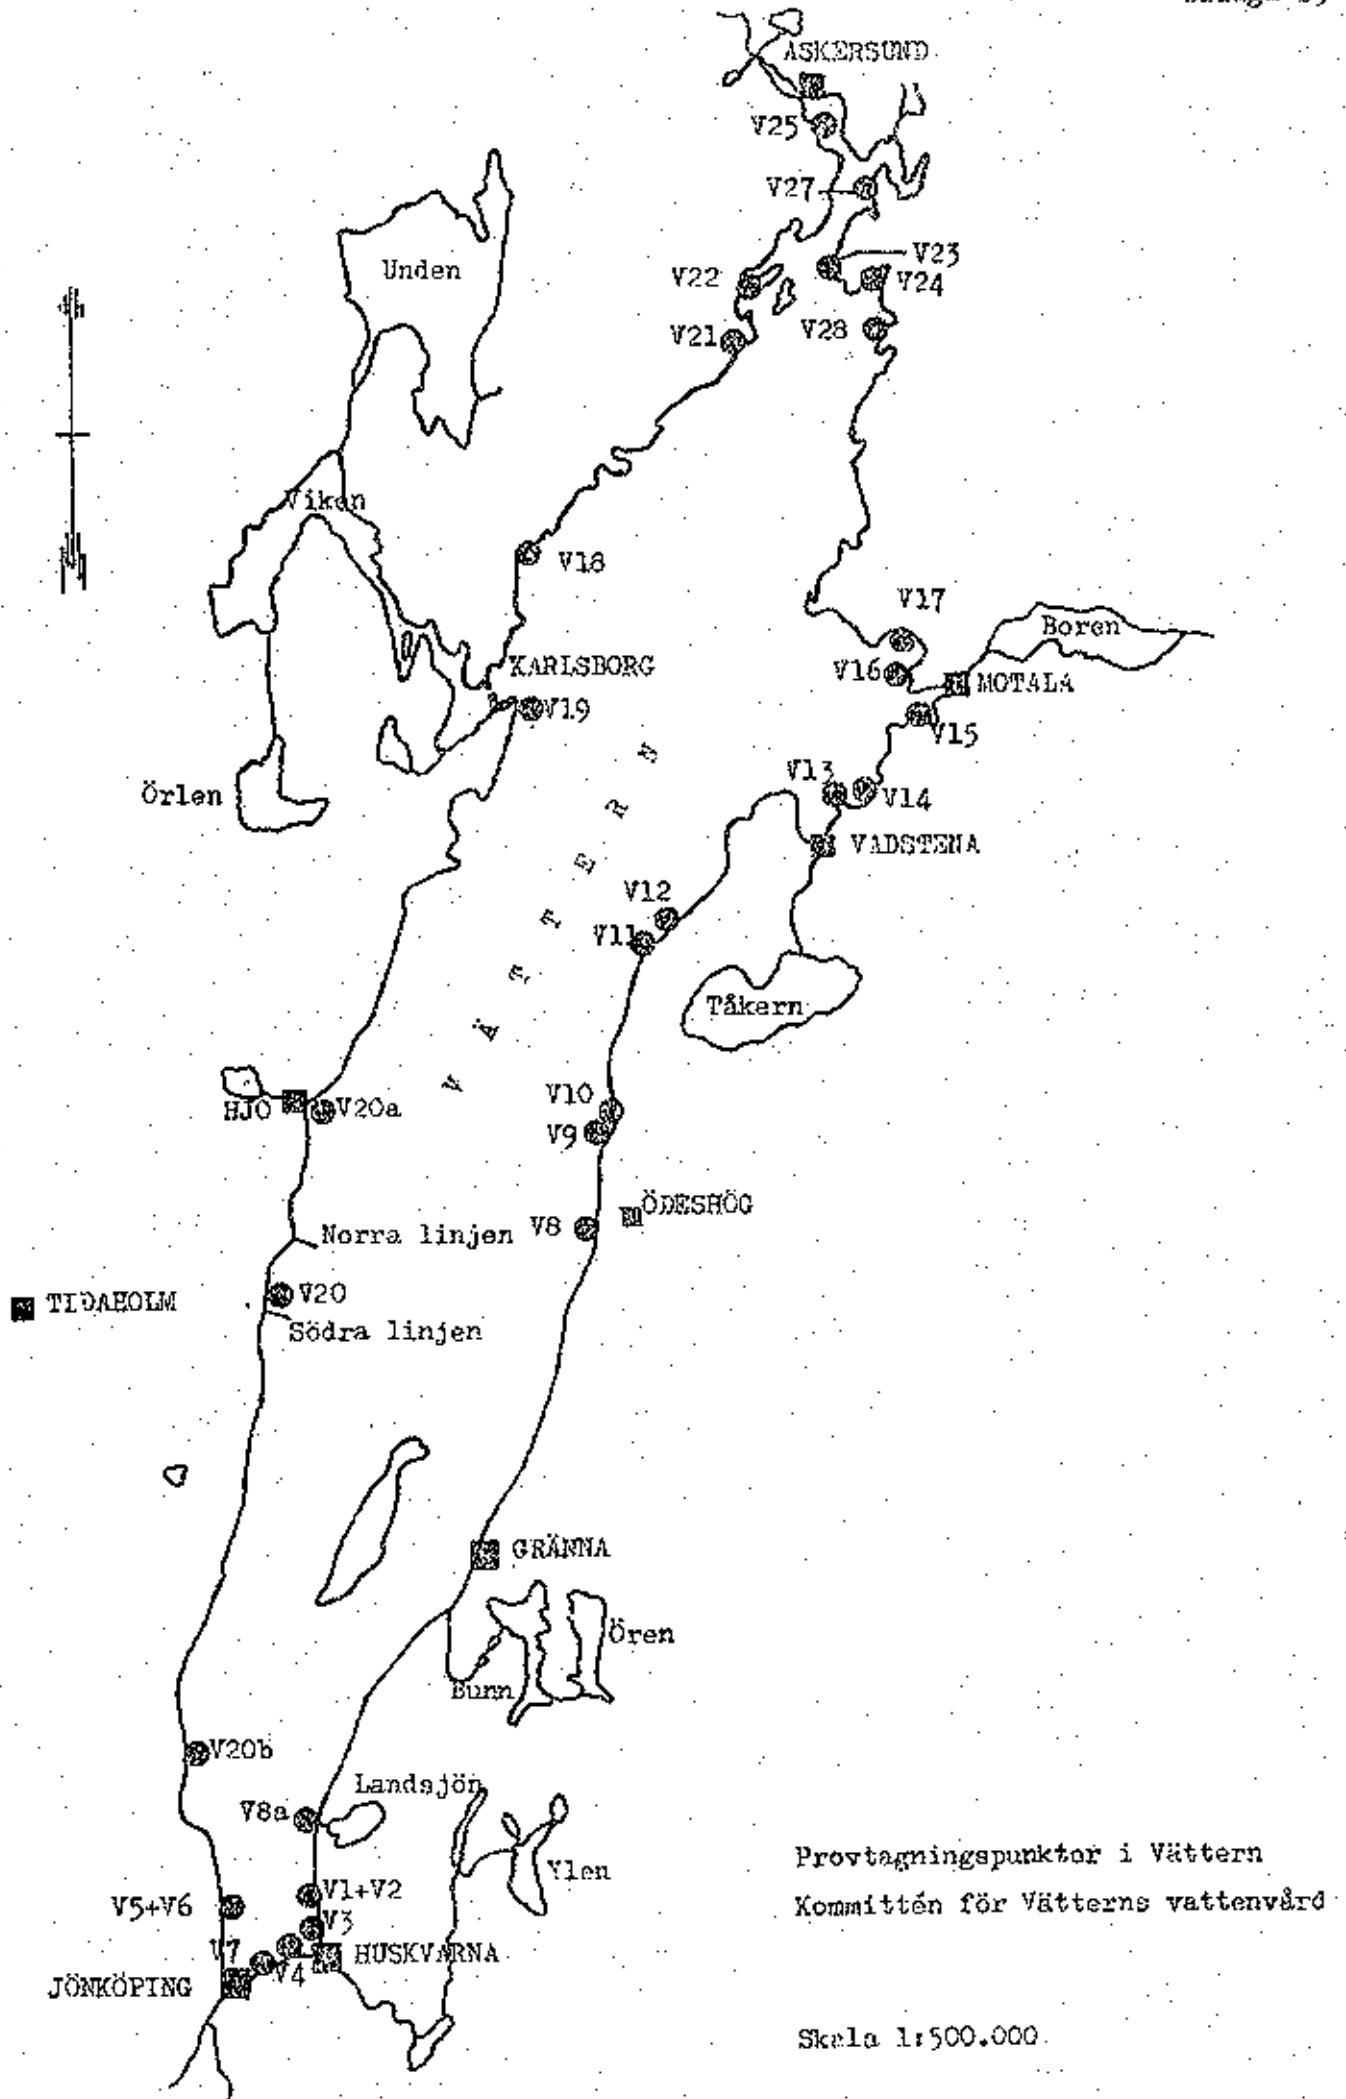 ASKERSUND
V25
V27
V23
V22
V24
V21
V28
Unden
Viken
V18
V17
Boren
KARLSBORG
V16
MOTALA
V19
V15
Örlen
V13
V14
VADSTENA
VÄTTERN
V12
V11
Tåkern
HJO
V20a
V10
V9
ÖDESHÖG
V8
Norra linjen
V20
TIDAHOLM
Södra linjen
GRÄNNA
Ören
Bunn
V20b
Landsjön
V8a
Ylen
Provtagningspunkter i Vättern
V1+V2
V5+V6
Kommittén för Vätterns vattenvård
V3
V7
HUSKVARNA
V4
JÖNKÖPING
Skala 1:500.000